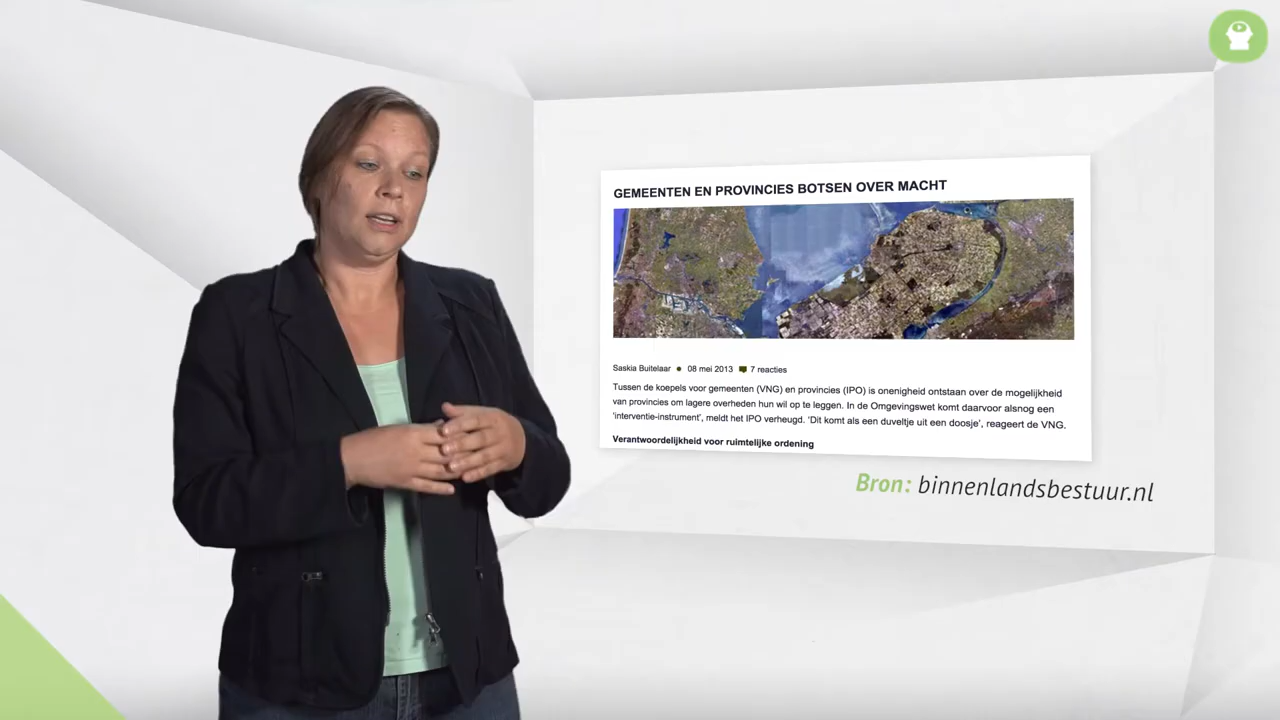 GEMEENTEN EN PROVINCIES BOTSEN OVER MACHT
Saskia Buitelaar ● 08 mei 2013 7 reacties
Tussen de koepels voor gemeenten (VNG) en provincies (IPO) is onenigheid ontstaan over de mogelijkheid
van provincies om lagere overheden hun wil op te leggen. In de Omgevingswet komt daarvoor alsnog een
'interventie-instrument', meldt het IPO verheugd. 'Dit komt als een duveltje uit een doosje', reageert de VNG.
Verantwoordelijkheid voor ruimtelijke ordening
Bron: binnenlandsbestuur.nl